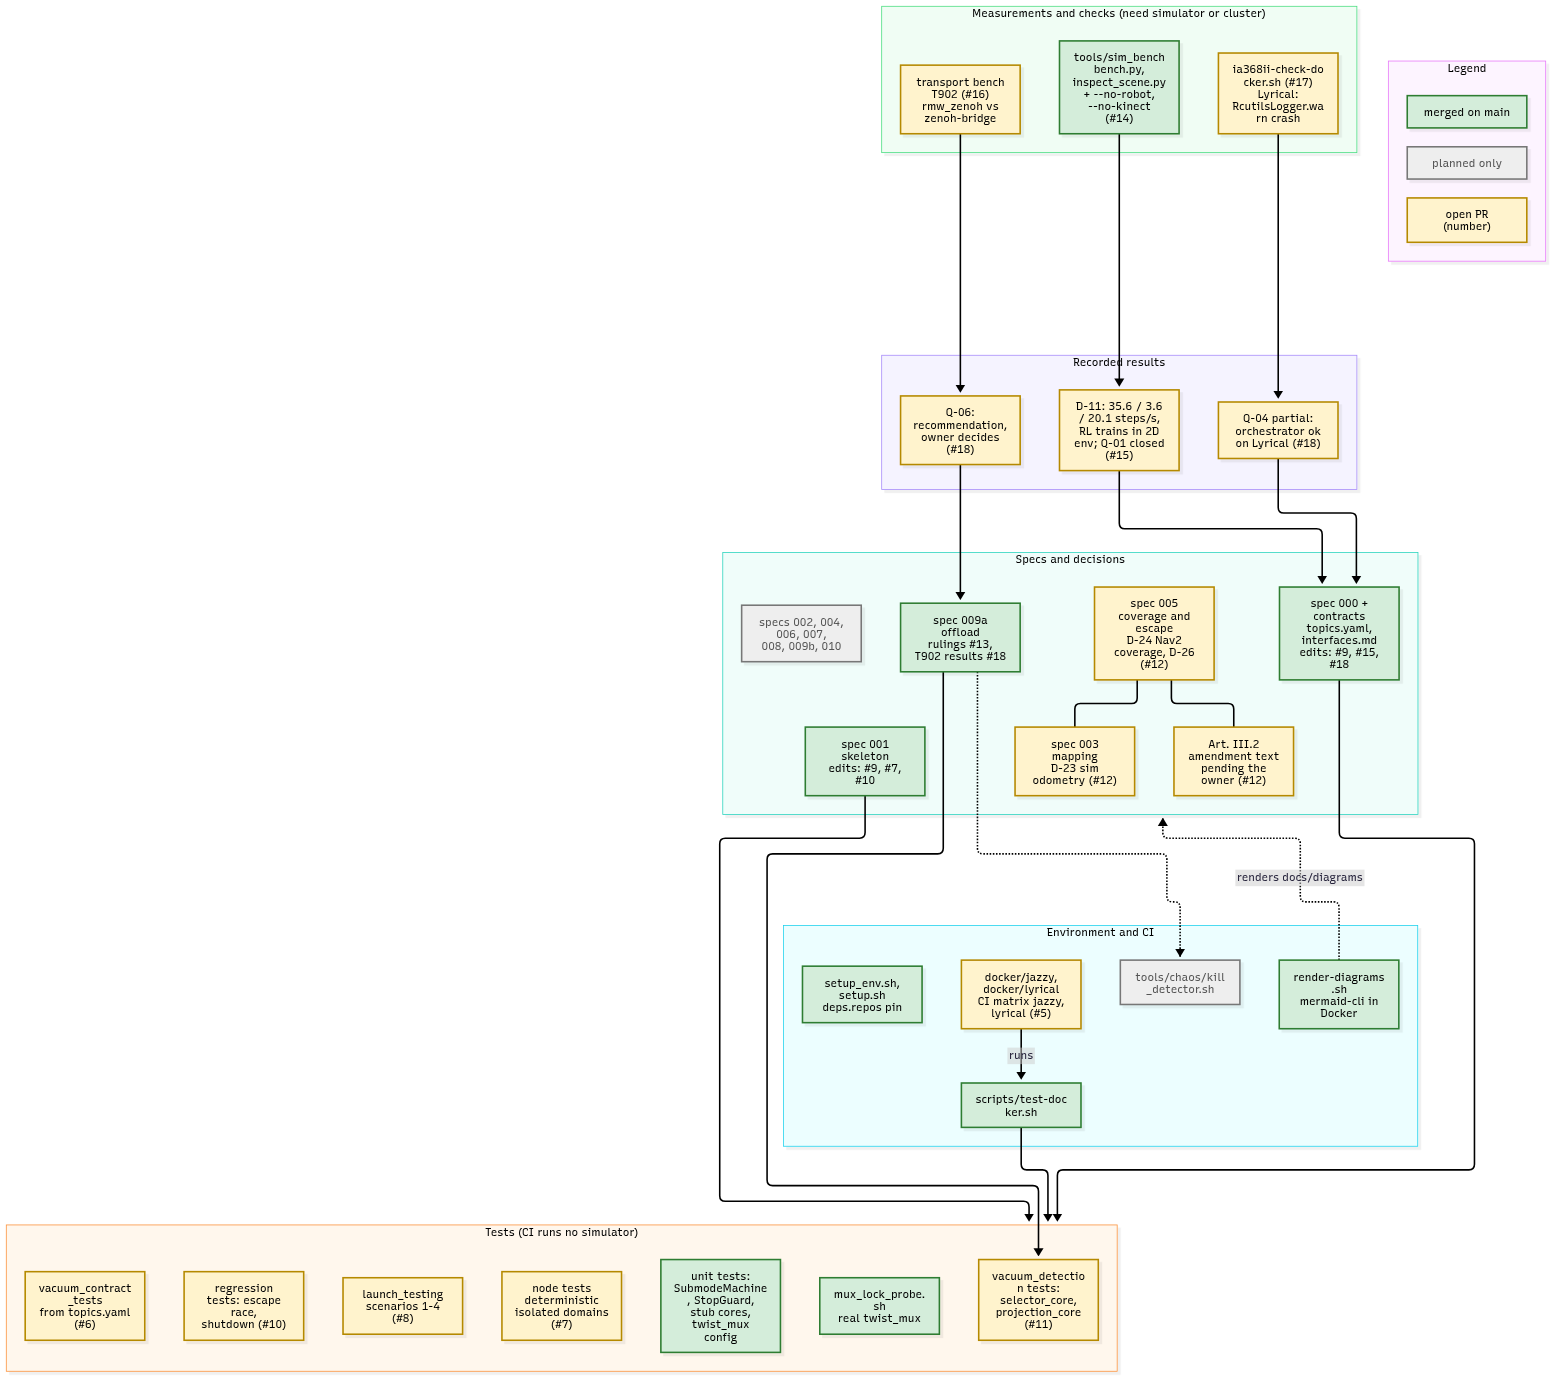 Measurements and checks (need simulator or cluster)
transport bench
T902 (#16)
rmw_zenoh vs
zenoh-bridge
tools/sim_bench
bench.py,
inspect_scene.py
+ --no-robot,
--no-kinect
(#14)
ia368ii-check-do
cker.sh (#17)
Lyrical:
RcutilsLogger.wa
rn crash
Legend
merged on main
planned only
open PR
(number)
Recorded results
Q-06:
recommendation,
owner decides
(#18)
D-11: 35.6 / 3.6
/ 20.1 steps/s,
RL trains in 2D
env; Q-01 closed
(#15)
Q-04 partial:
orchestrator ok
on Lyrical (#18)
Specs and decisions
specs 002, 004,
006, 007,
008, 009b, 010
spec 009a
offload
rulings #13,
T902 results #18
spec 005
coverage and
escape
D-24 Nav2
coverage, D-26
(#12)
spec 000 +
contracts
topics.yaml,
interfaces.md
edits: #9, #15,
#18
spec 001
skeleton
edits: #9, #7,
#10
spec 003
mapping
D-23 sim
odometry (#12)
Art. III.2
amendment text
pending the
owner (#12)
renders docs/diagrams
Environment and CI
setup_env.sh,
setup.sh
deps.repos pin
docker/jazzy,
docker/lyrical
CI matrix jazzy,
lyrical (#5)
tools/chaos/kill
_detector.sh
render-diagrams
.sh
mermaid-cli in
Docker
runs
scripts/test-doc
ker.sh
Tests (CI runs no simulator)
vacuum_contract
_tests
from topics.yaml
(#6)
regression
tests: escape
race,
shutdown (#10)
launch_testing
scenarios 1-4
(#8)
node tests
deterministic
isolated domains
(#7)
unit tests:
SubmodeMachine
, StopGuard,
stub cores,
twist_mux
config
mux_lock_probe.
sh
real twist_mux
vacuum_detectio
n tests:
selector_core,
projection_core
(#11)